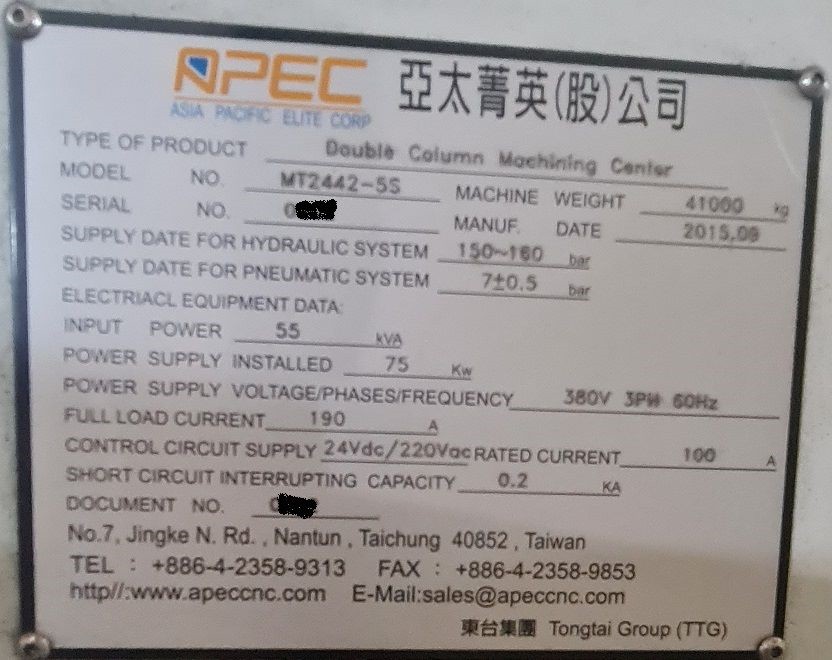 APEC 亞太菁英(股)公司
ASIA PACIFIC ELITE CORP
TYPE OF PRODUCT Double Column Machining Center
MODEL NO. MT2442-5S MACHINE WEIGHT 41000 kg
SERIAL NO. 0 MANUF. DATE 2015.09
SUPPLY DATE FOR HYDRAULIC SYSTEM 150~160 bar
SUPPLY DATE FOR PNEUMATIC SYSTEM 7±0.5 bar
ELECTRIACL EQUIPMENT DATA:
INPUT POWER 55 kVA
POWER SUPPLY INSTALLED 75 Kw
POWER SUPPLY VOLTAGE/PHASES/FREQUENCY 380V 3PH 60Hz
FULL LOAD CURRENT 190 A
CONTROL CIRCUIT SUPPLY 24Vdc/220Vac RATED CURRENT 100 A
SHORT CIRCUIT INTERRUPTING CAPACITY 0.2 KA
DOCUMENT NO.
No.7, Jingke N. Rd. , Nantun , Taichung 40852 , Taiwan
TEL : +886-4-2358-9313 FAX : +886-4-2358-9853
http//:www.apeccnc.com E-Mail:sales@apeccnc.com
東台集團 Tongtai Group (TTG)